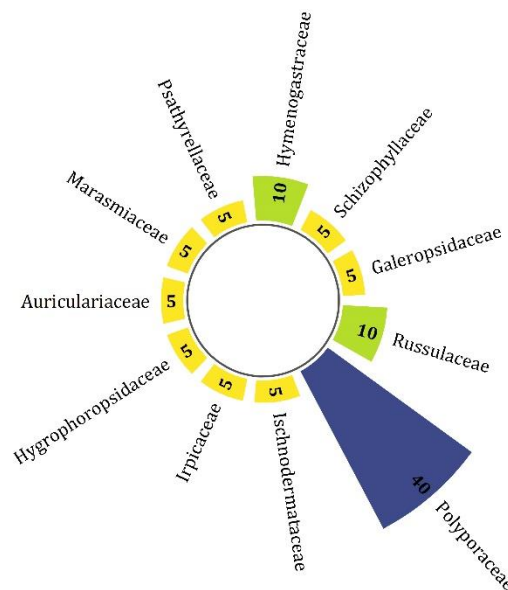 Hymenogastraceae
10
Schizophyllaceae
5
Galeropsidaceae
5
Russulaceae
10
Polyporaceae
40
Ischnodermataceae
5
Irpicaceae
5
Hygrophoropsidaceae
5
Auriculariaceae
5
Marasmiaceae
5
Psathyrellaceae
5